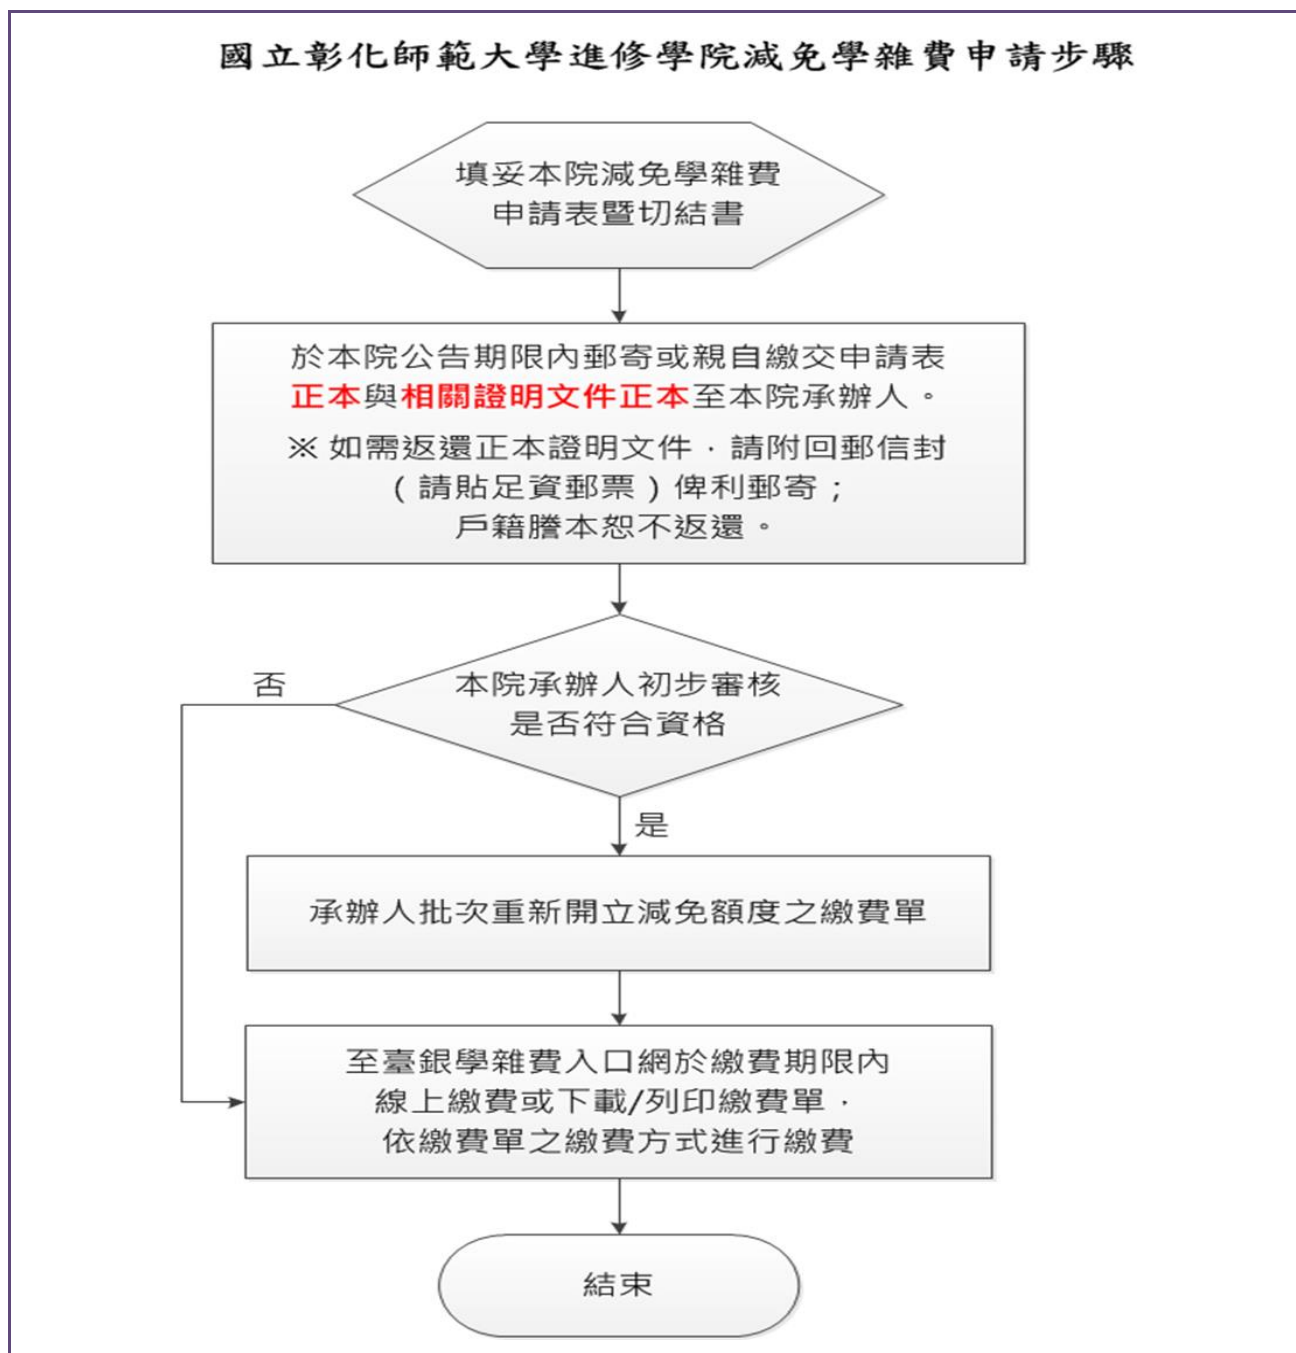 國立彰化師範大學進修學院減免學雜費申請步驟
填妥本院減免學雜費
申請表暨切結書
於本院公告期限內郵寄或親自繳交申請表
正本與相關證明文件正本至本院承辦人。
※如需返還正本證明文件，請附回郵信封
（請貼足資郵票）俾利郵寄；
戶籍謄本恕不返還。
否
本院承辦人初步審核
是否符合資格
是
承辦人批次重新開立減免額度之繳費單
至臺銀學雜費入口網於繳費期限內
線上繳費或下載/列印繳費單，
依繳費單之繳費方式進行繳費
結束